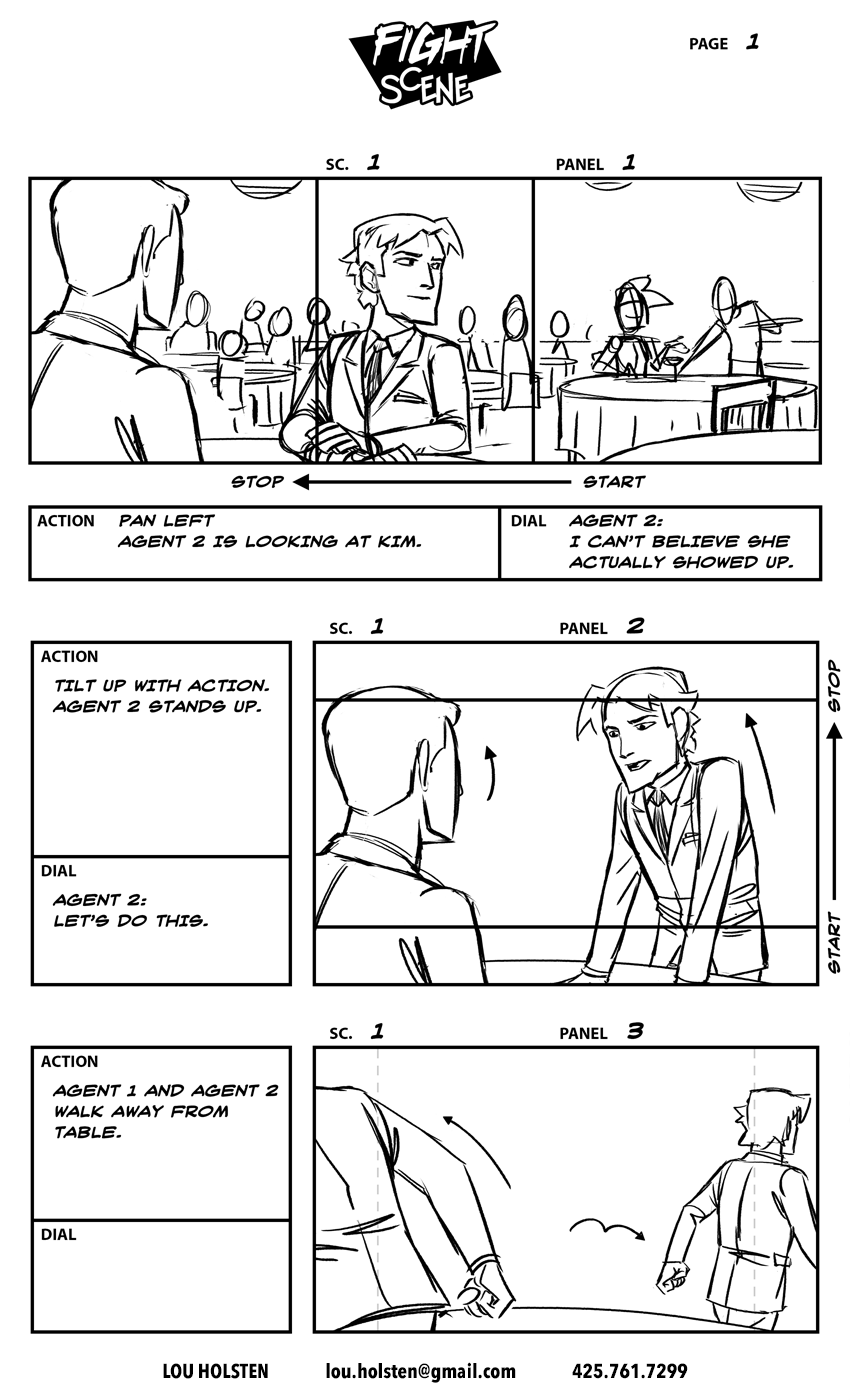 FIGHT
SCENE
PAGE 1
SC. 1 PANEL 1
STOP START
ACTION PAN LEFT
AGENT 2 IS LOOKING AT KIM.
DIAL AGENT 2:
I CAN'T BELIEVE SHE
ACTUALLY SHOWED UP.
SC. 1 PANEL 2
ACTION
TILT UP WITH ACTION.
AGENT 2 STANDS UP.
DIAL
AGENT 2:
LET'S DO THIS.
STOP
START
SC. 1 PANEL 3
ACTION
AGENT 1 AND AGENT 2
WALK AWAY FROM
TABLE.
DIAL
LOU HOLSTEN lou.holsten@gmail.com 425.761.7299